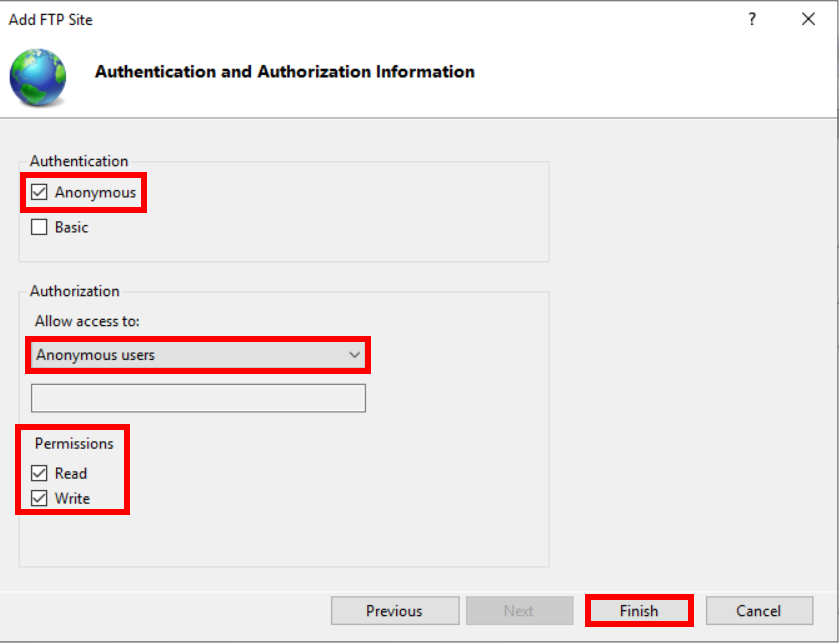 Add FTP Site
?
Authentication and Authorization Information
Authentication
Anonymous
Basic
Authorization
Allow access to:
Anonymous users
Permissions
Read
Write
Previous Next Finish Cancel